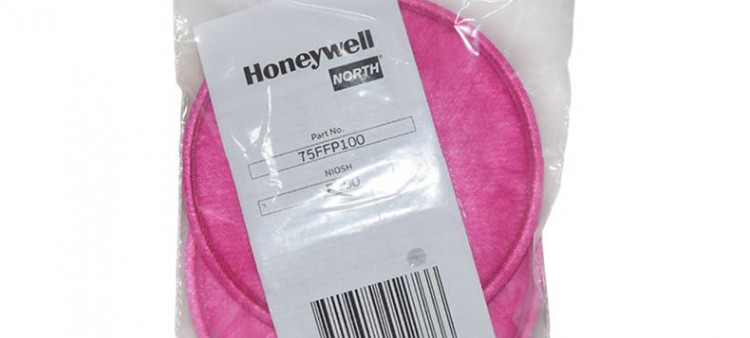 Honeywell
NORTH
Part No.
75FFP100
NIOSH